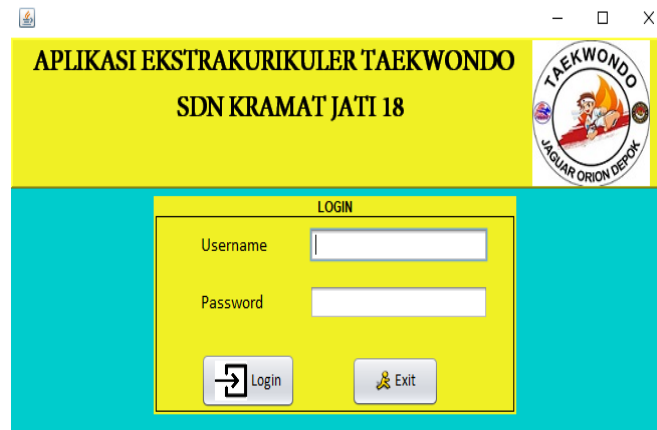 APLIKASI EKSTRAKURIKULER TAEKWONDO
SDN KRAMAT JATI 18
TAEKWONDO
JAGUAR ORION DEPOK
LOGIN
Username
Password
Login
Exit